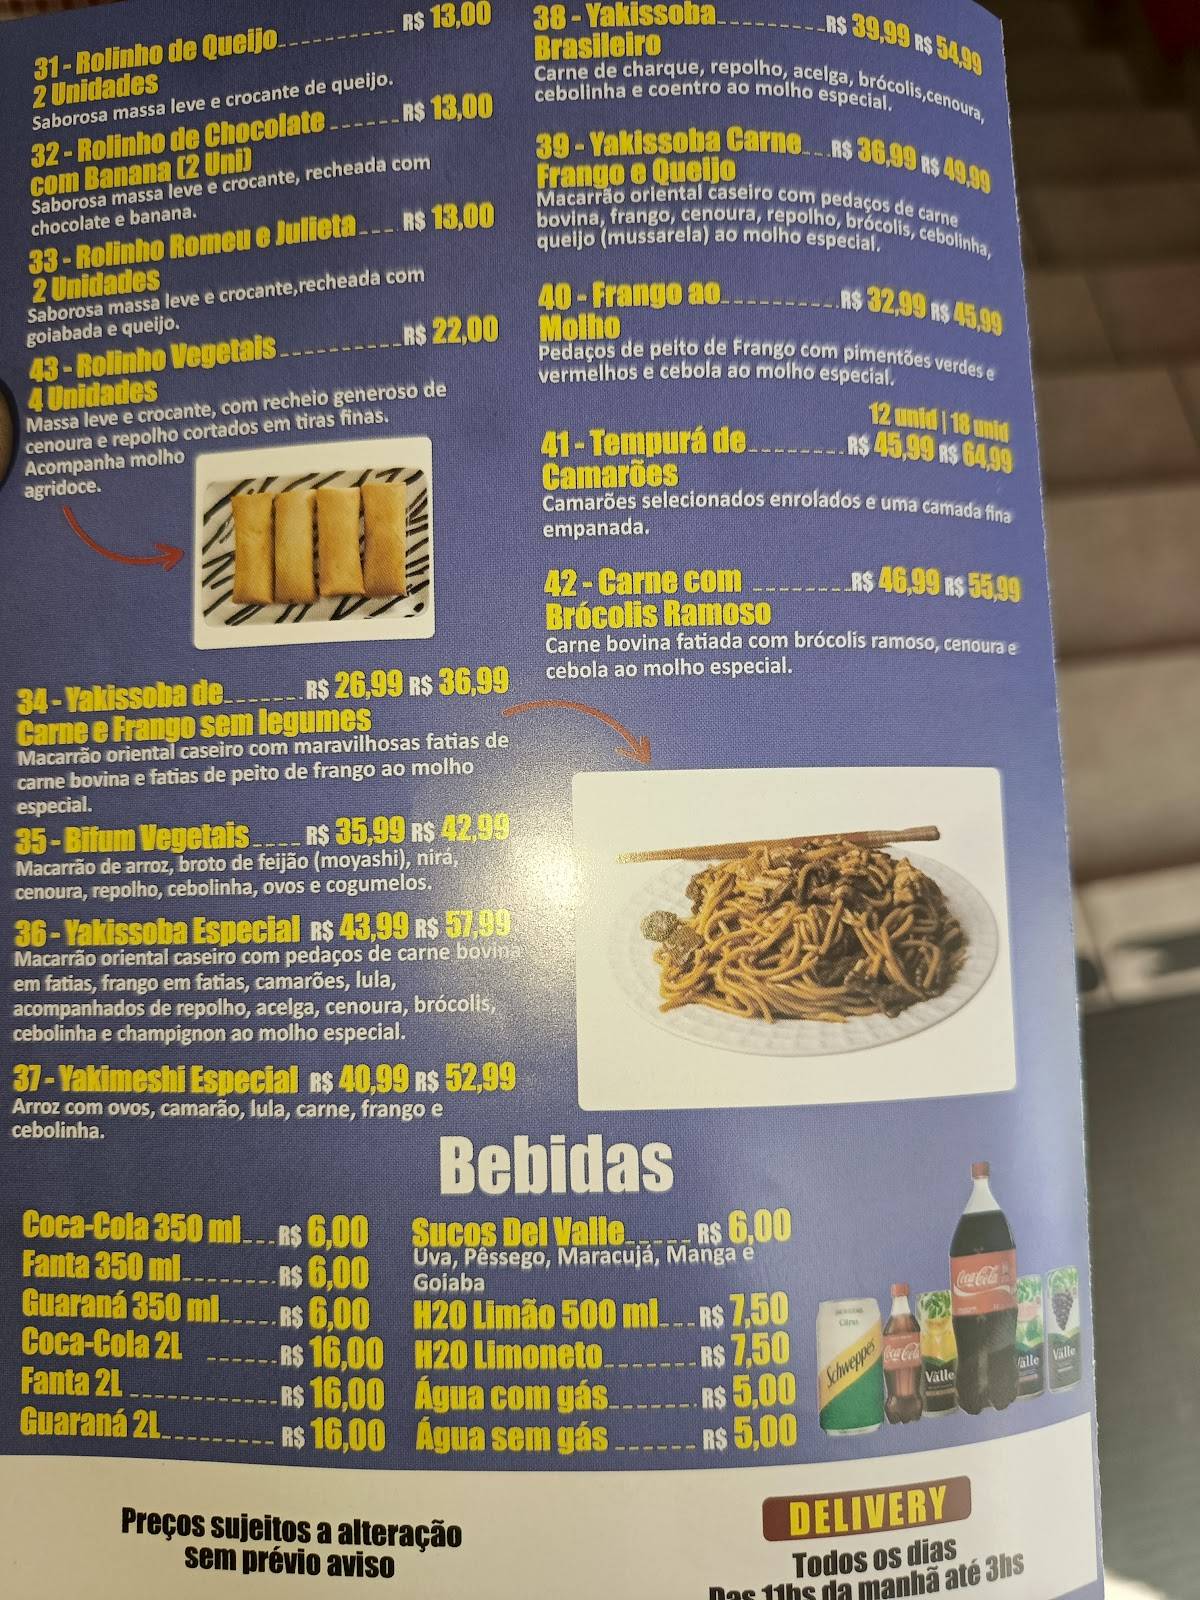 31 - Rolinho de Queijo R$ 13,00
2 Unidades
Saborosa massa leve e crocante de queijo.
32 - Rolinho de Chocolate R$ 13,00
com Banana (2 Uni)
Saborosa massa leve e crocante, recheada com
chocolate e banana.
33 - Rolinho Romeu e Julieta R$ 13,00
2 Unidades
Saborosa massa leve e crocante,recheada com
goiabada e queijo.
43 - Rolinho Vegetais R$ 22,00
4 Unidades
Massa leve e crocante, com recheio generoso de
cenoura e repolho cortados em tiras finas.
Acompanha molho
agridoce.
34 - Yakissoba de R$ 26,99 R$ 36,99
Carne e Frango sem legumes
Macarrão oriental caseiro com maravilhosas fatias de
carne bovina e fatias de peito de frango ao molho
especial.
35 - Bifum Vegetais R$ 35,99 R$ 42,99
Macarrão de arroz, broto de feijão (moyashi), nirá,
cenoura, repolho, cebolinha, ovos e cogumelos.
36 - Yakissoba Especial R$ 43,99 R$ 57,99
Macarrão oriental caseiro com pedaços de carne bovina
em fatias, frango em fatias, camarões, lula,
acompanhados de repolho, acelga, cenoura, brócolis,
cebolinha e champignon ao molho especial.
37 - Yakimeshi Especial R$ 40,99 R$ 52,99
Arroz com ovos, camarão, lula, carne, frango e
cebolinha.
38 - Yakissoba R$ 39,99 R$ 54,99
Brasileiro
Carne de charque, repolho, acelga, brócolis,cenoura,
cebolinha e coentro ao molho especial.
39 - Yakissoba Carne R$ 36,99 R$ 49,99
Frango e Queijo
Macarrão oriental caseiro com pedaços de carne
bovina, frango, cenoura, repolho, brócolis, cebolinha,
queijo (mussarela) ao molho especial.
40 - Frango ao R$ 32,99 R$ 45,99
Molho
Pedaços de peito de Frango com pimentões verdes e
vermelhos e cebola ao molho especial.
12 unid | 18 unid
41 - Tempurá de R$ 45,99 R$ 64,99
Camarões
Camarões selecionados enrolados e uma camada fina
empanada.
42 - Carne com R$ 46,99 R$ 55,99
Brócolis Ramoso
Carne bovina fatiada com brócolis ramoso, cenoura e
cebola ao molho especial.
Bebidas
Coca-Cola 350 ml R$ 6,00
Fanta 350 ml R$ 6,00
Guaraná 350 ml R$ 6,00
Coca-Cola 2L R$ 16,00
Fanta 2L R$ 16,00
Guaraná 2L R$ 16,00
Sucos Del Valle R$ 6,00
Uva, Pêssego, Maracujá, Manga e
Goiaba
H20 Limão 500 ml R$ 7,50
H20 Limoneto R$ 7,50
Água com gás R$ 5,00
Água sem gás R$ 5,00
Citrus
Schweppes
Coca-Cola
Valle
Coca-Cola
Valle
Valle
Preços sujeitos a alteração
sem prévio aviso
DELIVERY
Todos os dias
Das 11hs da manhã até 3hs